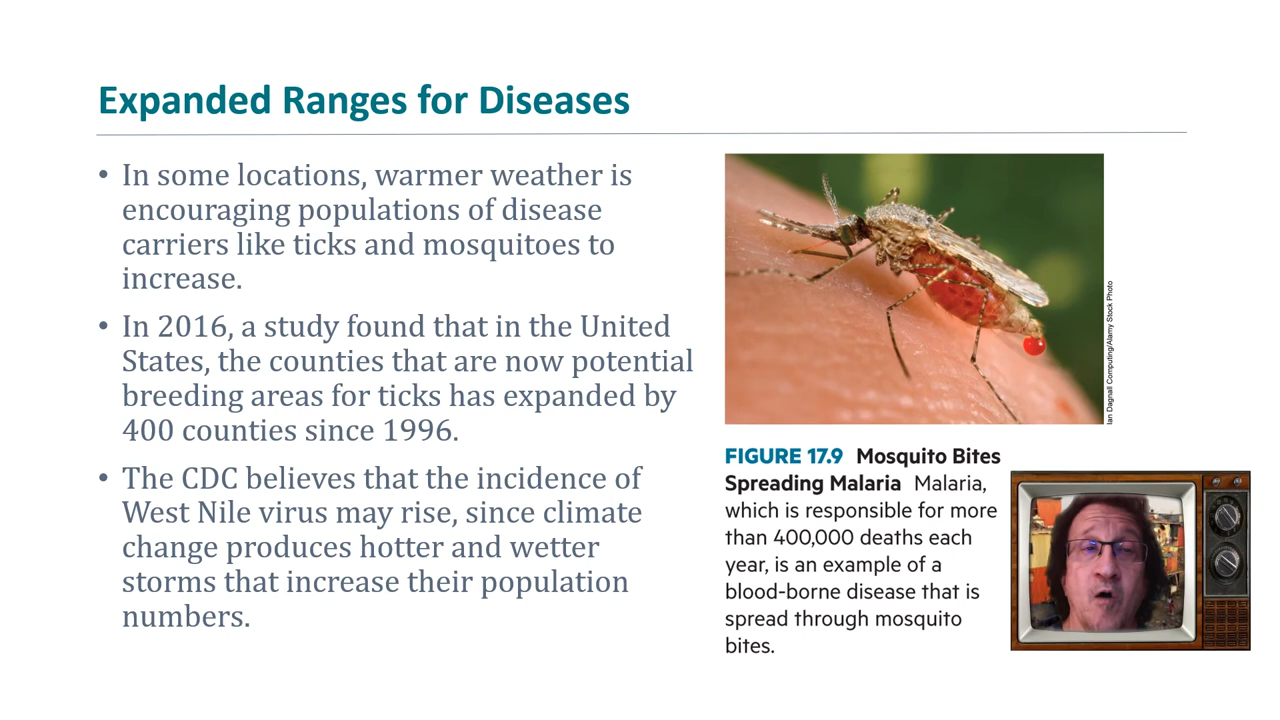 Expanded Ranges for Diseases
• In some locations, warmer weather is
encouraging populations of disease
carriers like ticks and mosquitoes to
increase.
• In 2016, a study found that in the United
States, the counties that are now potential
breeding areas for ticks has expanded by
400 counties since 1996.
• The CDC believes that the incidence of
West Nile virus may rise, since climate
change produces hotter and wetter
storms that increase their population
numbers.
Ian Dagnall Computing/Alamy Stock Photo
FIGURE 17.9 Mosquito Bites
Spreading Malaria Malaria,
which is responsible for more
than 400,000 deaths each
year, is an example of a
blood-borne disease that is
spread through mosquito
bites.